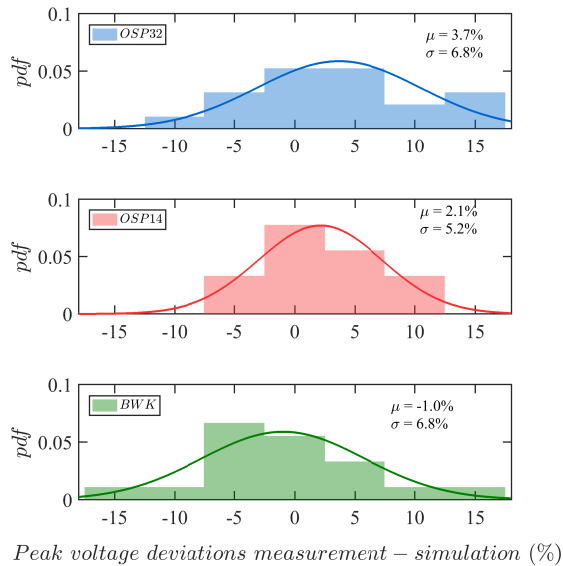 0.1
OSP32
μ = 3.7%
σ = 6.8%
pdf
0.05
0
-15 -10 -5 0 5 10 15
0.1
OSP14
μ = 2.1%
σ = 5.2%
pdf
0.05
0
-15 -10 -5 0 5 10 15
0.1
BWK
μ = -1.0%
σ = 6.8%
pdf
0.05
0
-15 -10 -5 0 5 10 15
Peak voltage deviations measurement − simulation (%)